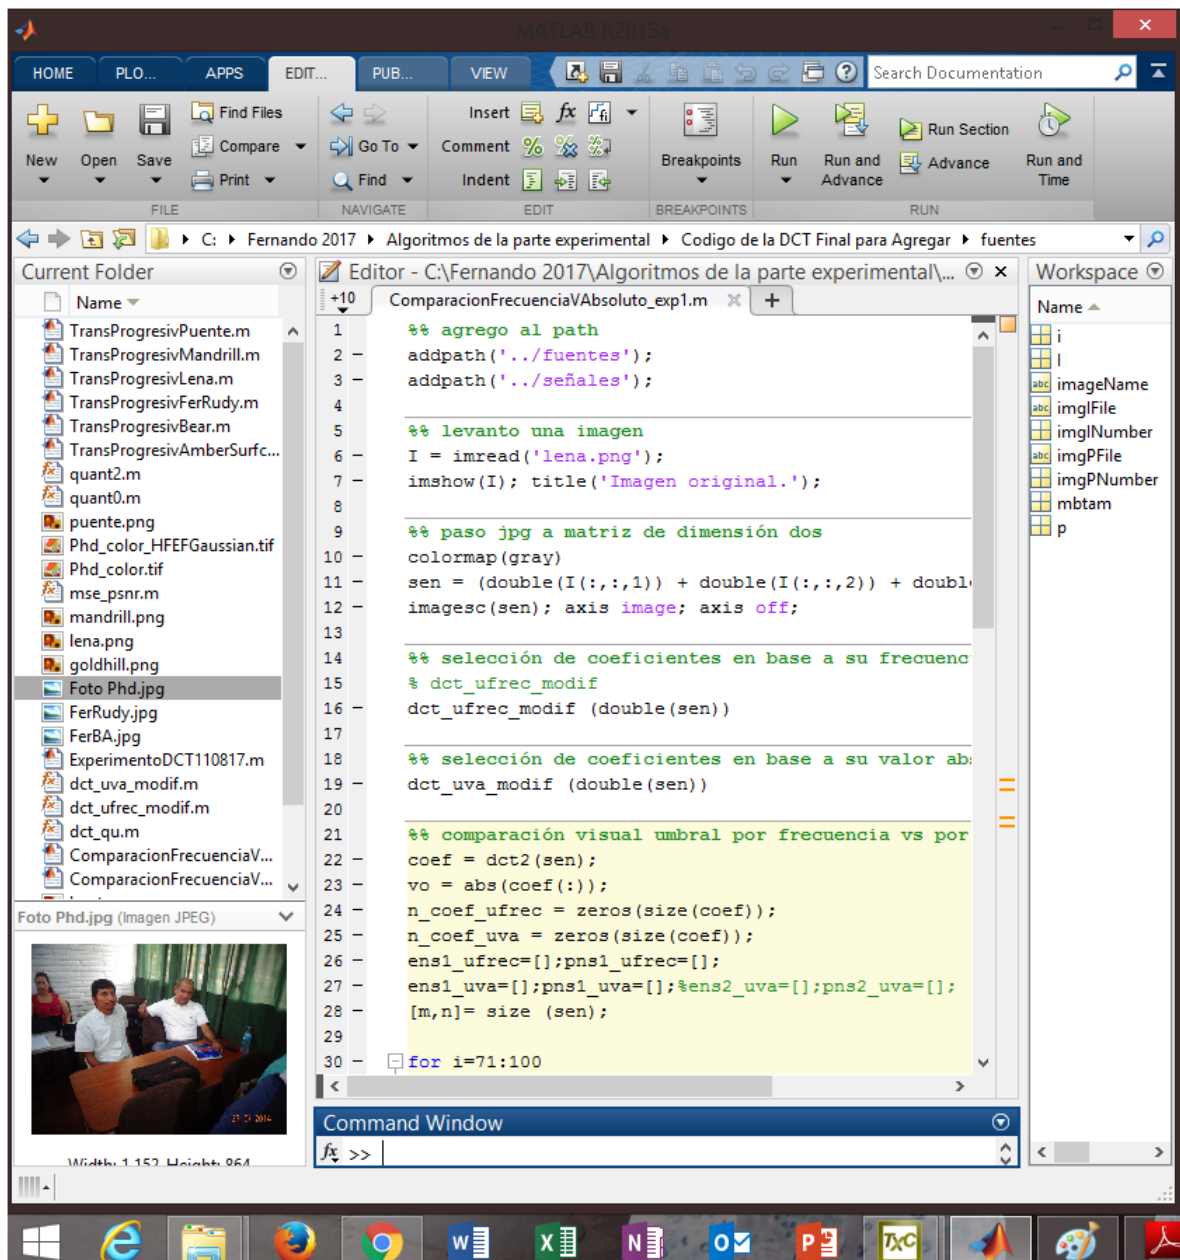 MATLAB R2015a
HOME PLO... APPS EDIT... PUB... VIEW Search Documentation
Find Files
Compare
Print
New Open Save
FILE
Go To
Find
NAVIGATE
Insert fx fi
Comment %
Indent
EDIT
Breakpoints
BREAKPOINTS
Run Run and Advance
Run Section
Advance
Run and Time
RUN
C: Fernando 2017 Algoritmos de la parte experimental Codigo de la DCT Final para Agregar fuentes
Current Folder
Name
TransProgresivPuente.m
TransProgresivMandrill.m
TransProgresivLena.m
TransProgresivFerRudy.m
TransProgresivBear.m
TransProgresivAmberSurfc...
quant2.m
quant0.m
puente.png
Phd_color_HFEFGaussian.tif
Phd_color.tif
mse_psnr.m
mandrill.png
lena.png
goldhill.png
Foto Phd.jpg
FerRudy.jpg
FerBA.jpg
ExperimentoDCT110817.m
dct_uva_modif.m
dct_ufrec_modif.m
dct_qu.m
ComparacionFrecuenciaV...
ComparacionFrecuenciaV...
Foto Phd.jpg (Imagen JPEG)
Width: 1,152 Height: 864
Editor - C:\Fernando 2017\Algoritmos de la parte experimental\...
+10 ComparacionFrecuenciaVAbsoluto_exp1.m
1 %% agrego al path
2 – addpath('../fuentes');
3 – addpath('../señales');
4
5 %% levanto una imagen
6 – I = imread('lena.png');
7 – imshow(I); title('Imagen original.');
8
9 %% paso jpg a matriz de dimensión dos
10 – colormap(gray)
11 – sen = (double(I(:,:,1)) + double(I(:,:,2)) + doubl
12 – imagesc(sen); axis image; axis off;
13
14 %% selección de coeficientes en base a su frecuenc
15 % dct_ufrec_modif
16 – dct_ufrec_modif (double(sen))
17
18 %% selección de coeficientes en base a su valor ab
19 – dct_uva_modif (double(sen))
20
21 %% comparación visual umbral por frecuencia vs por
22 – coef = dct2(sen);
23 – vo = abs(coef(:));
24 – n_coef_ufrec = zeros(size(coef));
25 – n_coef_uva = zeros(size(coef));
26 – ens1_ufrec=[];pns1_ufrec=[];
27 – ens1_uva=[];pns1_uva=[];%ens2_uva=[];pns2_uva=[];
28 – [m,n]= size (sen);
29
30 – for i=71:100
Command Window
fx >>
Workspace
Name
i
I
imageName
imgIFile
imgINumber
imgPFile
imgPNumber
mbtam
p
TXC